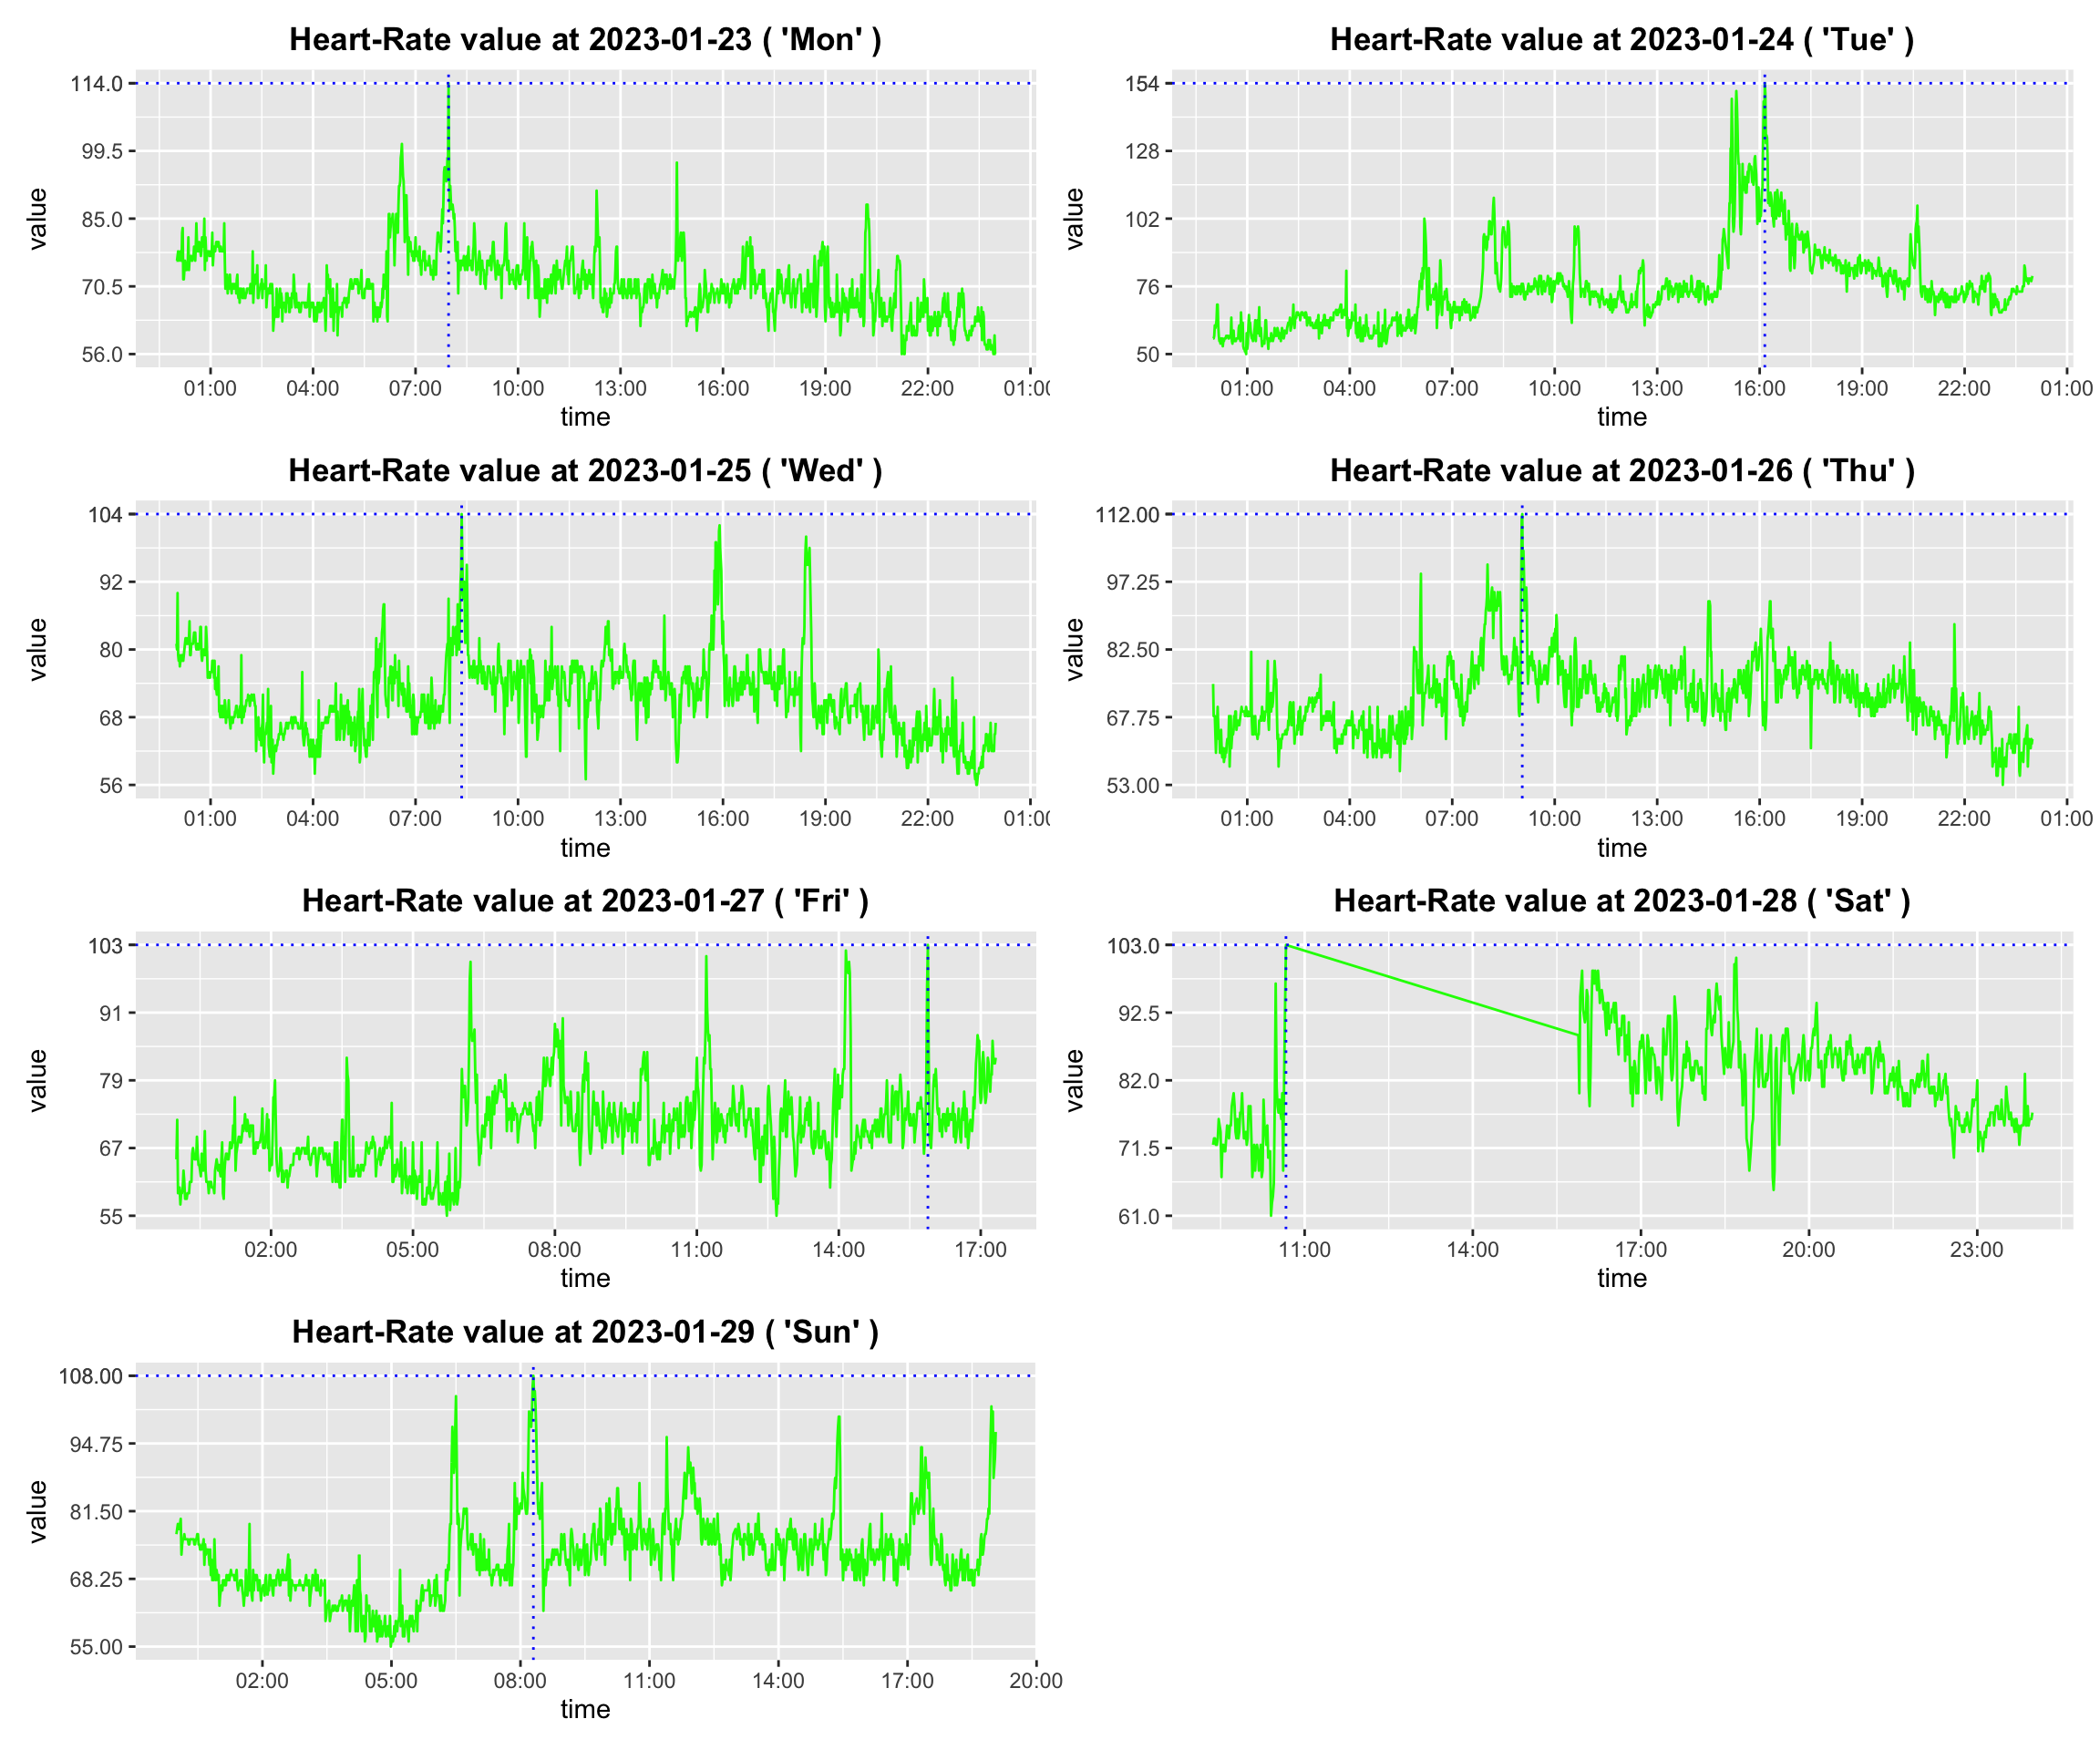 Heart-Rate value at 2023-01-23 ( 'Mon' )
114.0
99.5
85.0
70.5
56.0
value
01:00 04:00 07:00 10:00 13:00 16:00 19:00 22:00 01:00
time
Heart-Rate value at 2023-01-24 ( 'Tue' )
154
128
102
76
50
value
01:00 04:00 07:00 10:00 13:00 16:00 19:00 22:00 01:00
time
Heart-Rate value at 2023-01-25 ( 'Wed' )
104
92
80
68
56
value
01:00 04:00 07:00 10:00 13:00 16:00 19:00 22:00 01:00
time
Heart-Rate value at 2023-01-26 ( 'Thu' )
112.00
97.25
82.50
67.75
53.00
value
01:00 04:00 07:00 10:00 13:00 16:00 19:00 22:00 01:00
time
Heart-Rate value at 2023-01-27 ( 'Fri' )
103
91
79
67
55
value
02:00 05:00 08:00 11:00 14:00 17:00
time
Heart-Rate value at 2023-01-28 ( 'Sat' )
103.0
92.5
82.0
71.5
61.0
value
11:00 14:00 17:00 20:00 23:00
time
Heart-Rate value at 2023-01-29 ( 'Sun' )
108.00
94.75
81.50
68.25
55.00
value
02:00 05:00 08:00 11:00 14:00 17:00 20:00
time